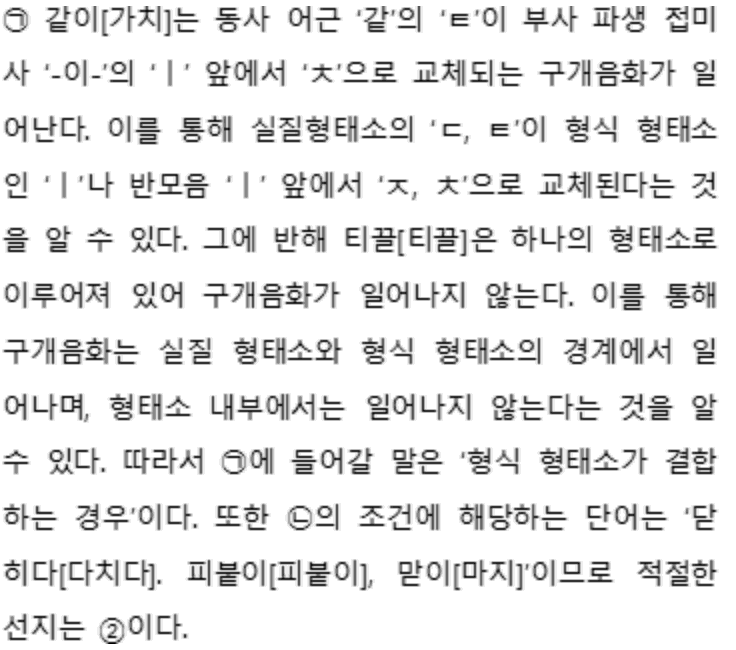 ㉠ 같이[가치]는 동사 어근 ‘같’의 ‘ㅌ’이 부사 파생 접미
사 ‘-이-’의 ‘ㅣ’ 앞에서 ‘ㅊ’으로 교체되는 구개음화가 일
어난다. 이를 통해 실질형태소의 ‘ㄷ, ㅌ’이 형식 형태소
인 ‘ㅣ’나 반모음 ‘ㅣ’ 앞에서 ‘ㅈ, ㅊ’으로 교체된다는 것
을 알 수 있다. 그에 반해 티끌[티끌]은 하나의 형태소로
이루어져 있어 구개음화가 일어나지 않는다. 이를 통해
구개음화는 실질 형태소와 형식 형태소의 경계에서 일
어나며, 형태소 내부에서는 일어나지 않는다는 것을 알
수 있다. 따라서 ㉠에 들어갈 말은 ‘형식 형태소가 결합
하는 경우’이다. 또한 ㉡의 조건에 해당하는 단어는 ‘닫
히다[다치다]. 피붙이[피붙이], 맏이[마지]’이므로 적절한
선지는 ②이다.